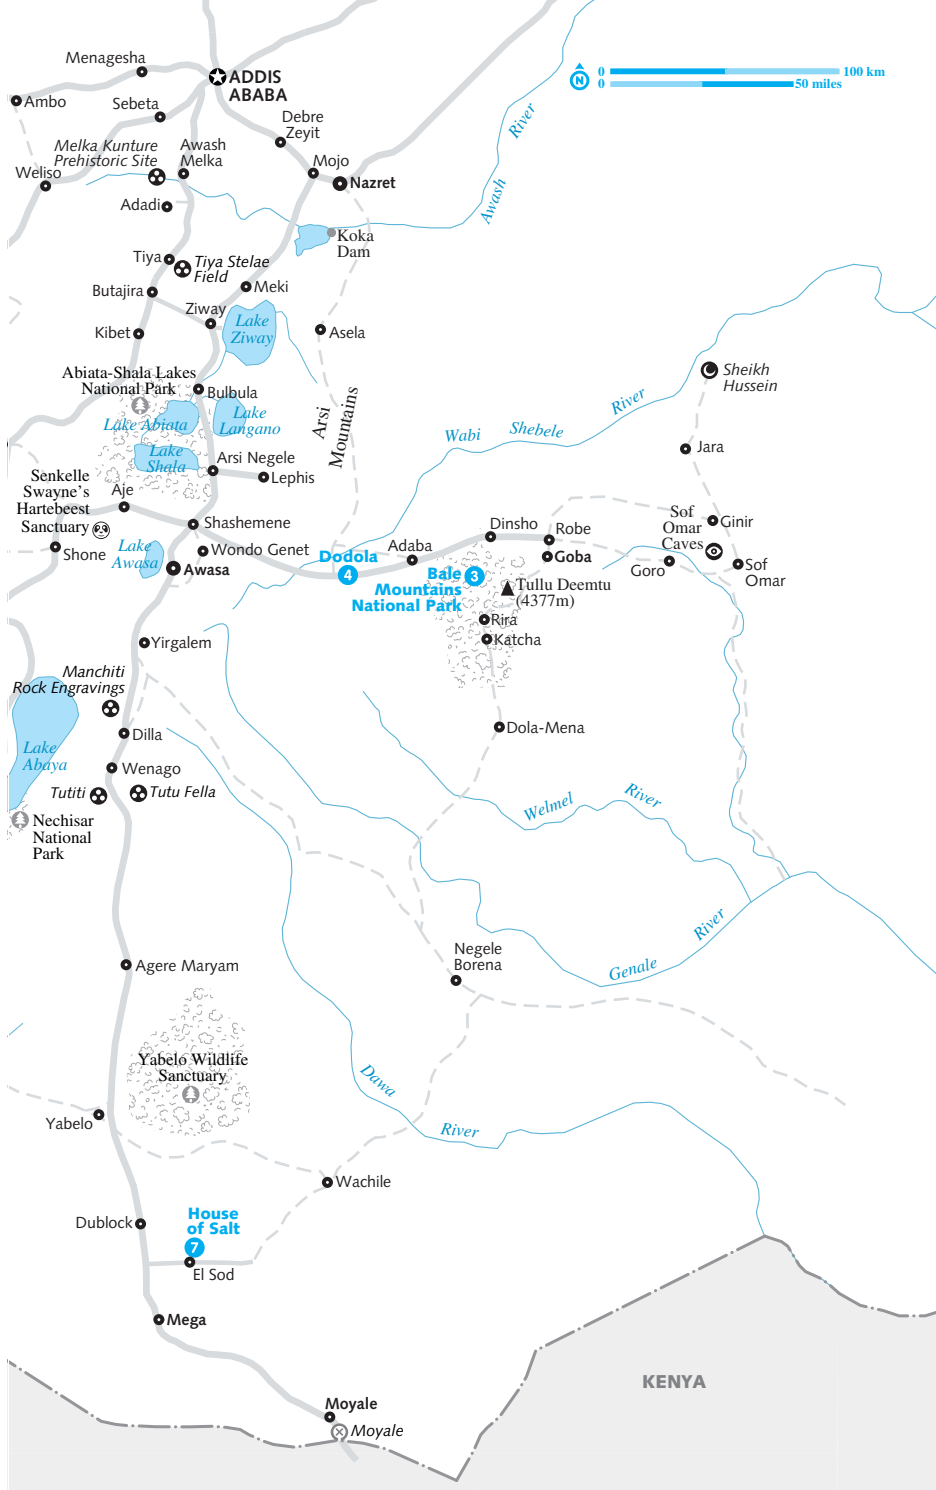 Menagesha
ADDIS
ABABA
0
100 km
N
0
50 miles
Ambo
Sebeta
Debre
Zeyit
River
Melka Kunture
Prehistoric Site
Awash
Melka
Mojo
Weliso
Nazret
Awash
Adadi
Koka
Dam
Tiya
Tiya Stelae
Field
Butajira
Meki
Ziway
Lake
Ziway
Kibet
Asela
Abiata-Shala Lakes
National Park
Sheikh
Hussein
Bulbula
Arsi
Mountains
River
Lake Abiata
Lake
Langano
Wabi
Shebele
Jara
Lake
Shala
Arsi Negele
Lephis
Senkelle
Swayne's
Hartebeest
Sanctuary
Aje
Shashemene
Dinsho
Robe
Sof
Omar
Caves
Ginir
Shone
Lake
Awasa
Wondo Genet
Awasa
Dodola
4
Adaba
Goba
Goro
Sof
Omar
Bale
Mountains
National Park
3
Tullu Deemtu
(4377m)
Rira
Katcha
Yirgalem
Manchiti
Rock Engravings
Lake
Abaya
Dilla
Dola-Mena
Wenago
Tutiti
Tutu Fella
Welmel
River
Nechisar
National
Park
River
Negele
Borena
Genale
Agere Maryam
Yabelo Wildlife
Sanctuary
Dawa
Yabelo
River
Wachile
Dublock
House
of Salt
7
El Sod
Mega
KENYA
Moyale
Moyale